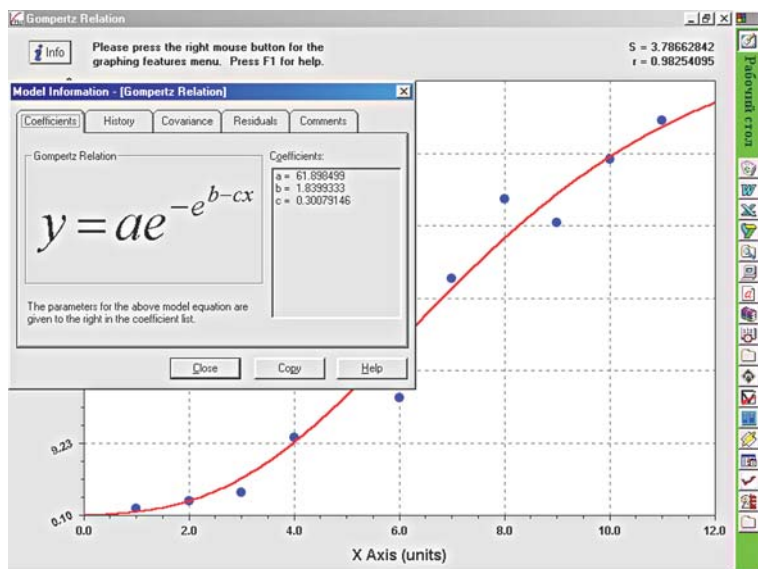 Gompertz Relation
Info
Please press the right mouse button for the
graphing features menu. Press F1 for help.
S = 3.78662842
r = 0.98254095
Model Information - [Gompertz Relation]
Coefficients
History
Covariance
Residuals
Comments
Gompertz Relation
y = ae^{-e^{b-cx}}
Coefficients:
a = 61.898499
b = 1.8399333
c = 0.30079146
The parameters for the above model equation are
given to the right in the coefficient list.
Close
Copy
Help
9.23
0.10
0.0
2.0
4.0
6.0
8.0
10.0
12.0
X Axis (units)
Рабочий стол